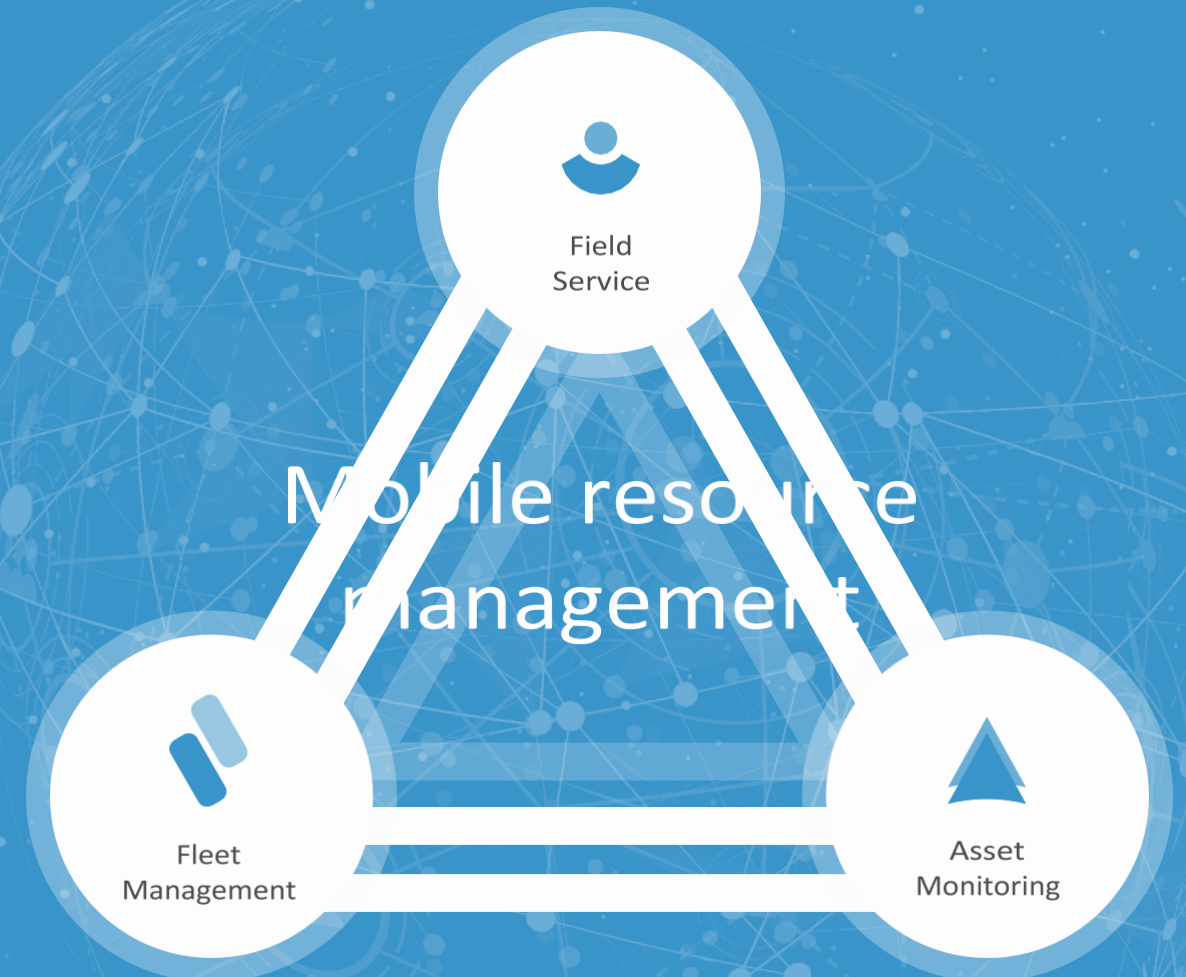 Field
Service
Mobile resource
management
Fleet
Management
Asset
Monitoring